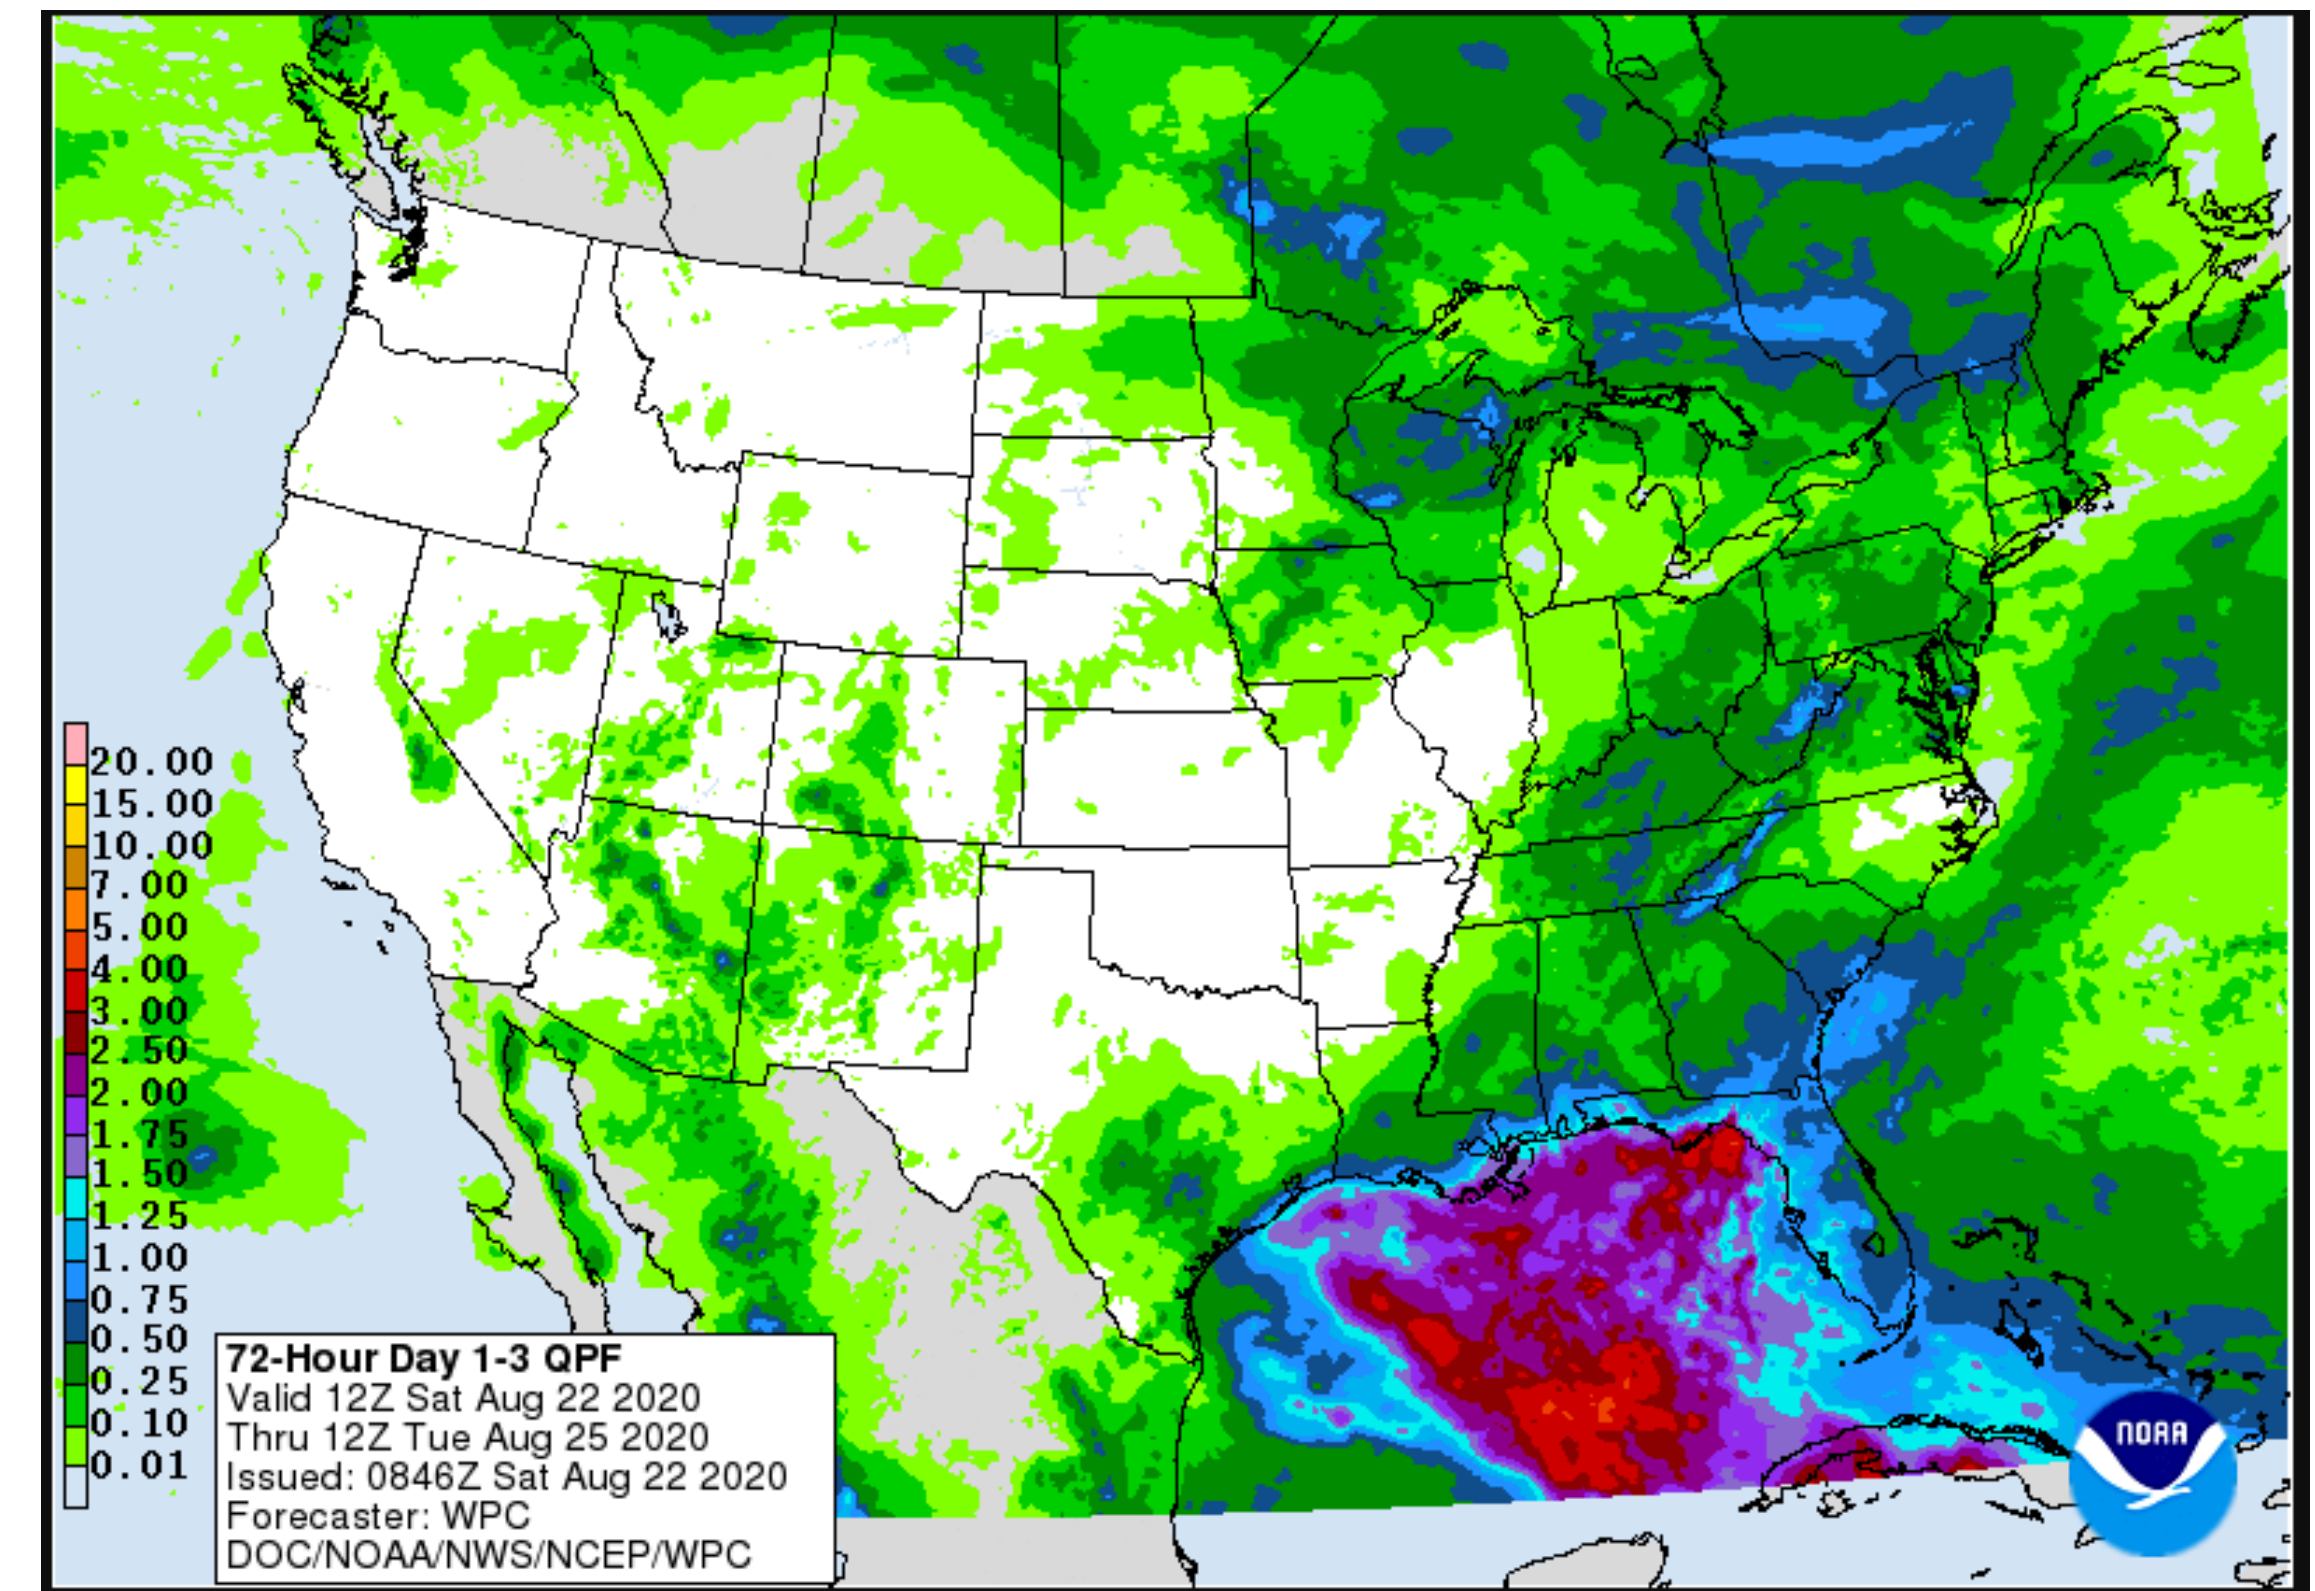 20.00
15.00
10.00
7.00
5.00
4.00
3.00
2.50
2.00
1.75
1.50
1.25
1.00
0.75
0.50
0.25
0.10
0.01
72-Hour Day 1-3 QPF
Valid 12Z Sat Aug 22 2020
Thru 12Z Tue Aug 25 2020
Issued: 0846Z Sat Aug 22 2020
Forecaster: WPC
DOC/NOAA/NWS/NCEP/WPC
NOAA